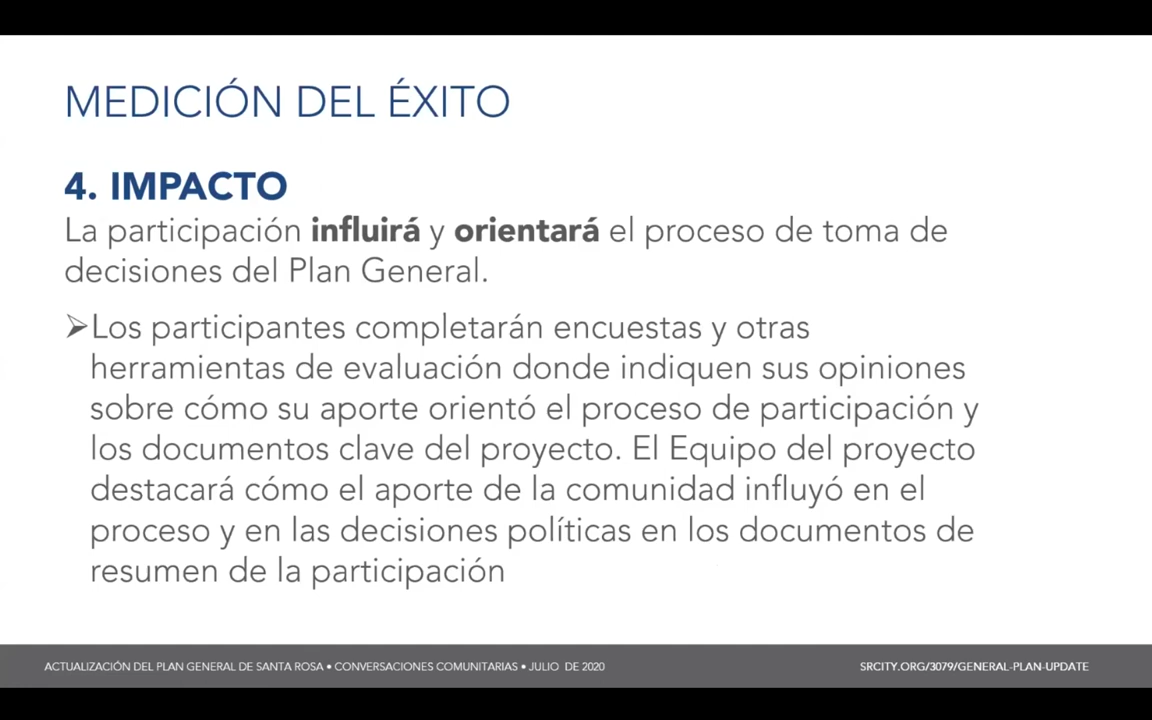 MEDICIÓN DEL ÉXITO
4. IMPACTO
La participación influirá y orientará el proceso de toma de
decisiones del Plan General.
➢Los participantes completarán encuestas y otras
herramientas de evaluación donde indiquen sus opiniones
sobre cómo su aporte orientó el proceso de participación y
los documentos clave del proyecto. El Equipo del proyecto
destacará cómo el aporte de la comunidad influyó en el
proceso y en las decisiones políticas en los documentos de
resumen de la participación
ACTUALIZACIÓN DEL PLAN GENERAL DE SANTA ROSA • CONVERSACIONES COMUNITARIAS • JULIO DE 2020
SRCITY.ORG/3079/GENERAL-PLAN-UPDATE